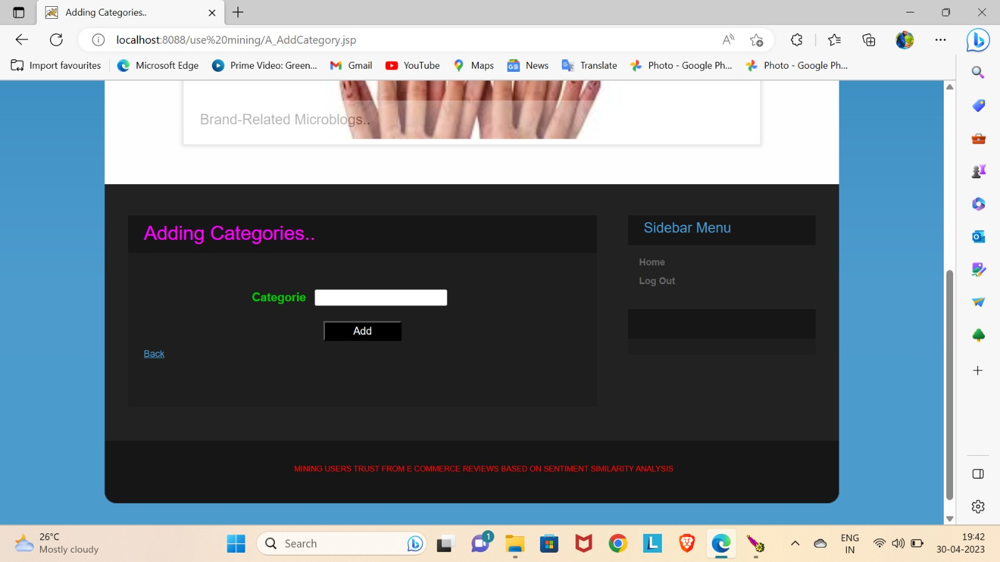 Adding Categories..
localhost:8088/use%20mining/A_AddCategory.jsp
Import favourites
Microsoft Edge
Prime Video: Green...
Gmail
YouTube
Maps
News
Translate
Photo - Google Ph...
Photo - Google Ph...
Brand-Related Microblogs..
Adding Categories..
Categorie
Add
Back
Sidebar Menu
Home
Log Out
MINING USERS TRUST FROM E COMMERCE REVIEWS BASED ON SENTIMENT SIMILARITY ANALYSIS
26°C
Mostly cloudy
Search
1
L
ENG
IN
19:42
30-04-2023